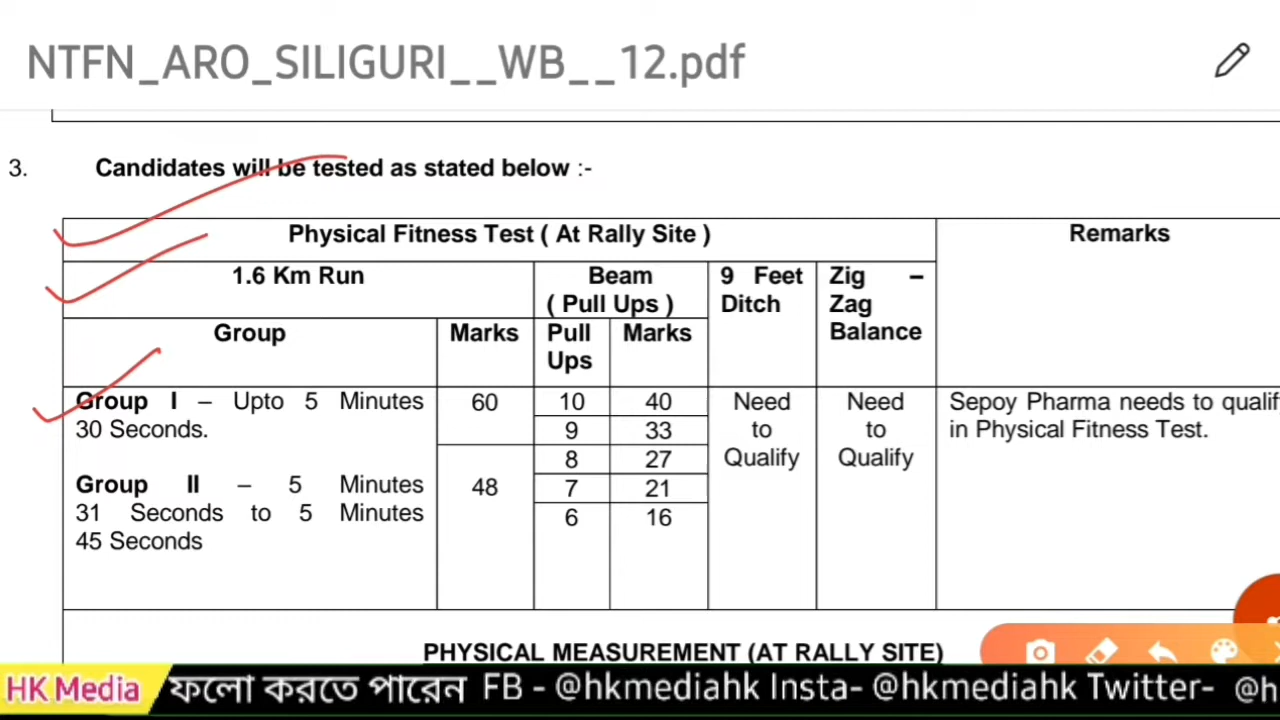 NTFN_ARO_SILIGURI__WB__12.pdf
3. Candidates will be tested as stated below :-
Physical Fitness Test ( At Rally Site )
Remarks
1.6 Km Run
Beam
( Pull Ups )
9 Feet
Ditch
Zig –
Zag
Balance
Group
Marks
Pull
Ups
Marks
Group I – Upto 5 Minutes
30 Seconds.
60
10 40
9 33
8 27
7 21
6 16
Need
to
Qualify
Need
to
Qualify
Sepoy Pharma needs to qualif
in Physical Fitness Test.
Group II – 5 Minutes
31 Seconds to 5 Minutes
45 Seconds
48
PHYSICAL MEASUREMENT (AT RALLY SITE)
HK Media ফলো করতে পারেন FB - @hkmediahk Insta- @hkmediahk Twitter- @h